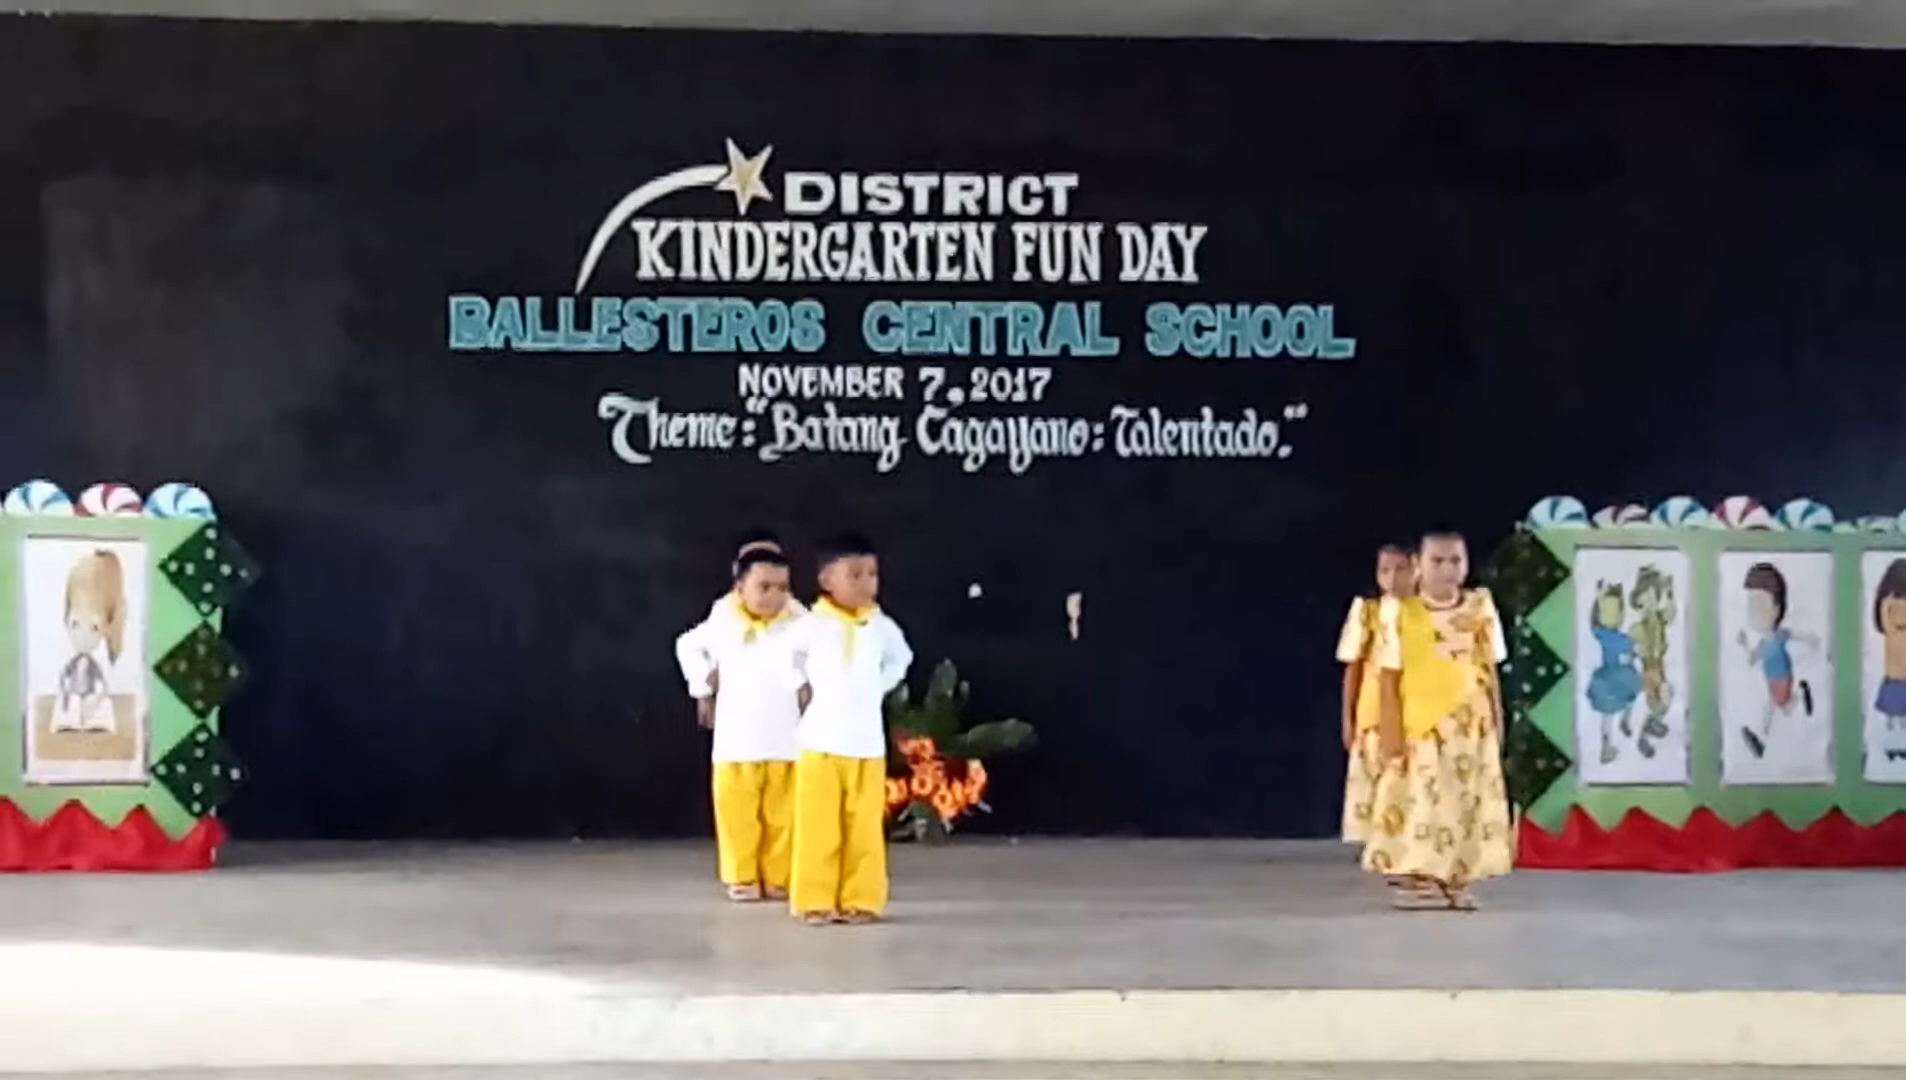 DISTRICT
KINDERGARTEN FUN DAY
BALLESTEROS CENTRAL SCHOOL
NOVEMBER 7, 2017
Theme: "Batang Cagayano: Talentado."